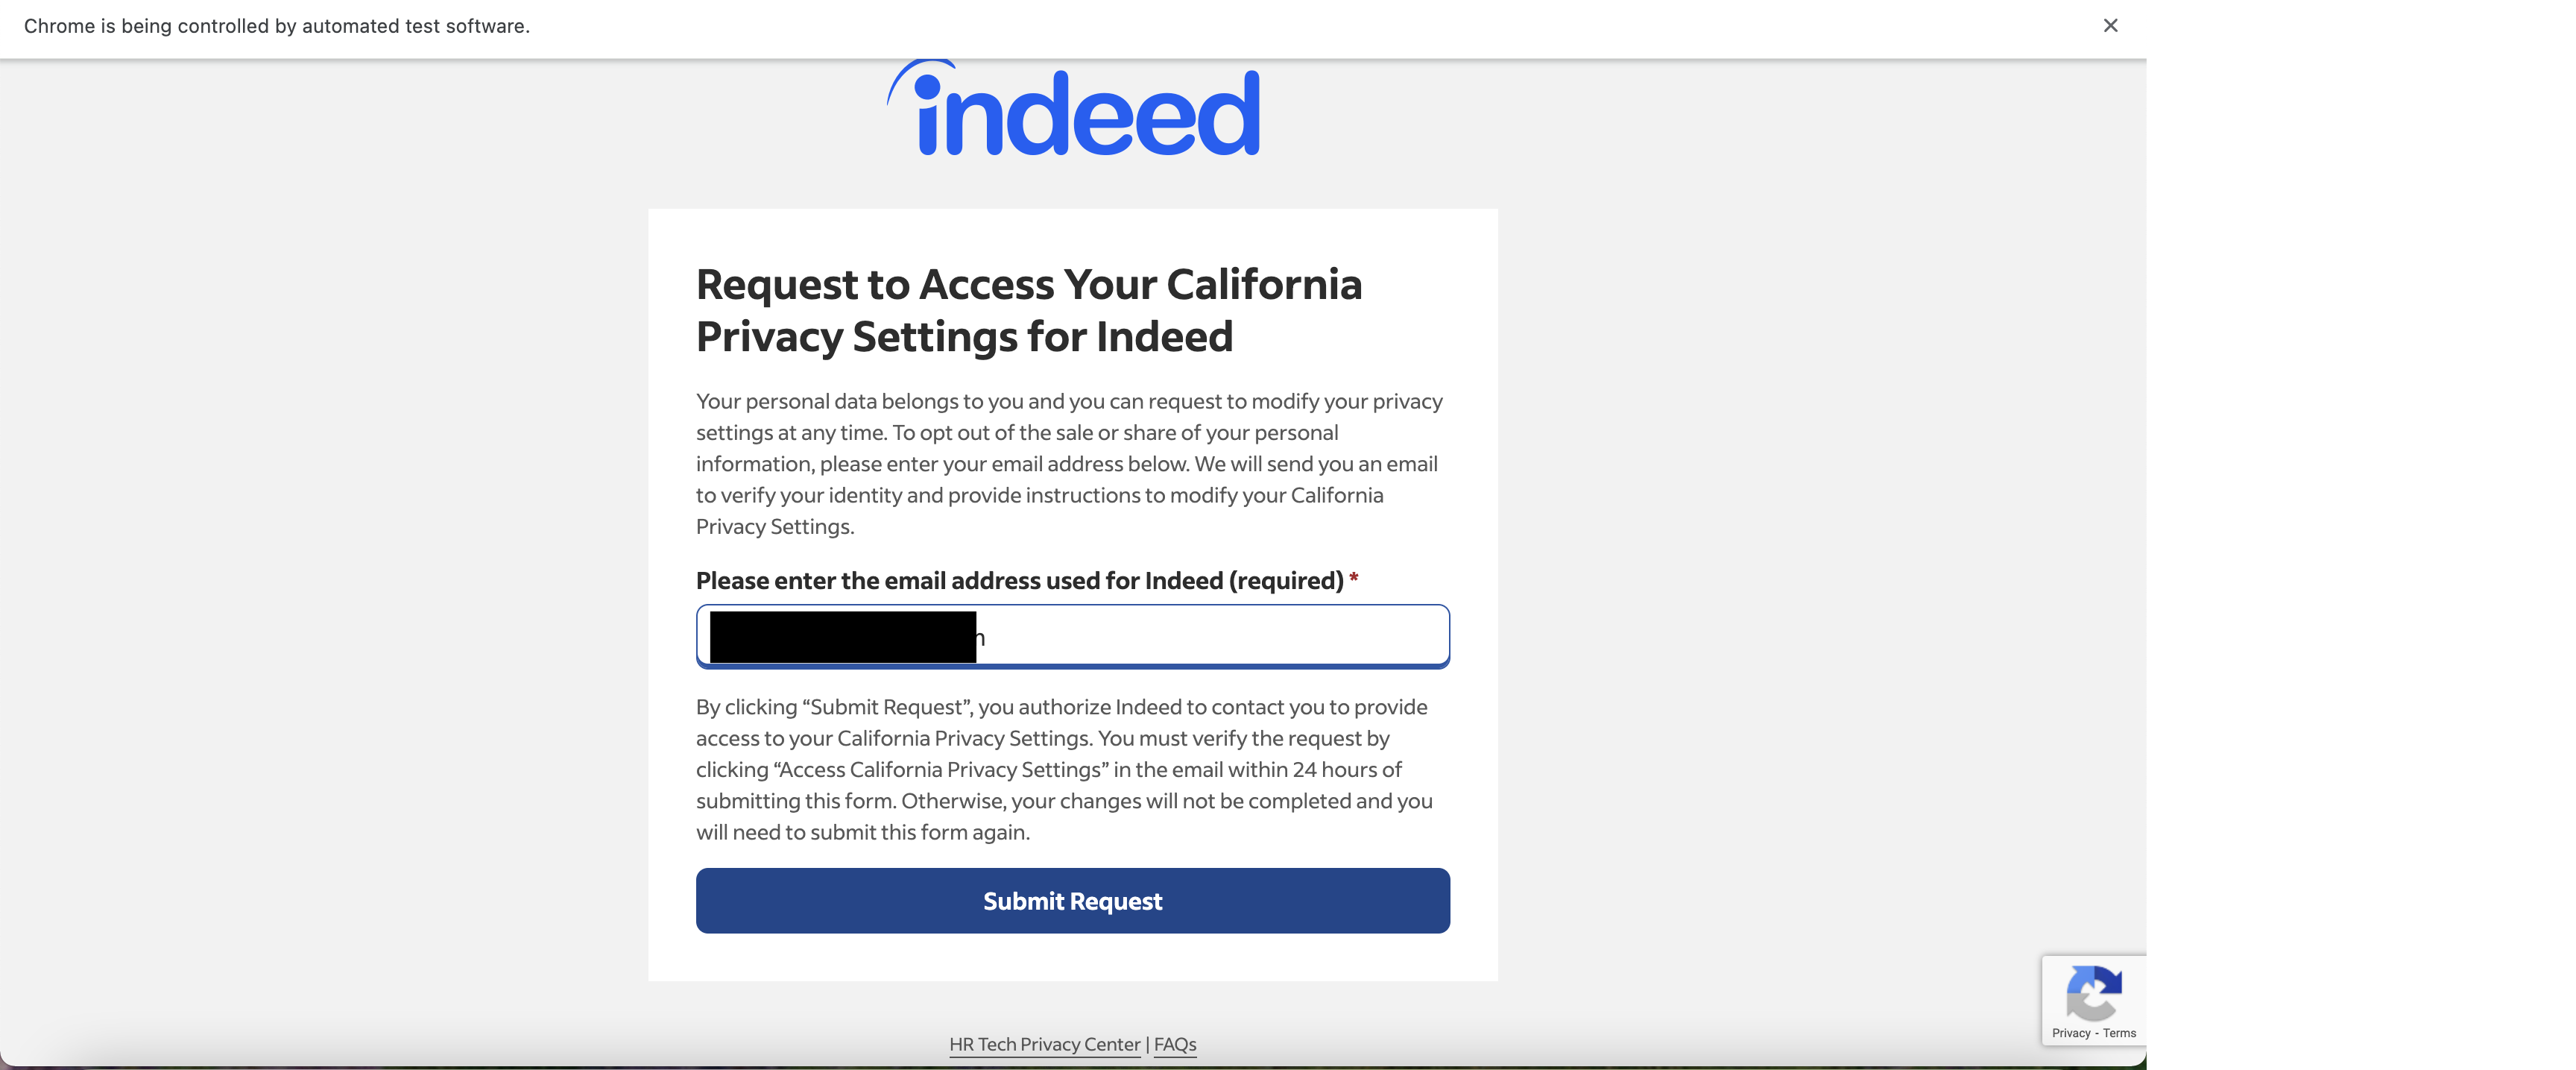 Chrome is being controlled by automated test software.
indeed
Request to Access Your California
Privacy Settings for Indeed
Your personal data belongs to you and you can request to modify your privacy
settings at any time. To opt out of the sale or share of your personal
information, please enter your email address below. We will send you an email
to verify your identity and provide instructions to modify your California
Privacy Settings.
Please enter the email address used for Indeed (required) *
By clicking “Submit Request”, you authorize Indeed to contact you to provide
access to your California Privacy Settings. You must verify the request by
clicking “Access California Privacy Settings” in the email within 24 hours of
submitting this form. Otherwise, your changes will not be completed and you
will need to submit this form again.
Submit Request
Privacy - Terms
HR Tech Privacy Center | FAQs